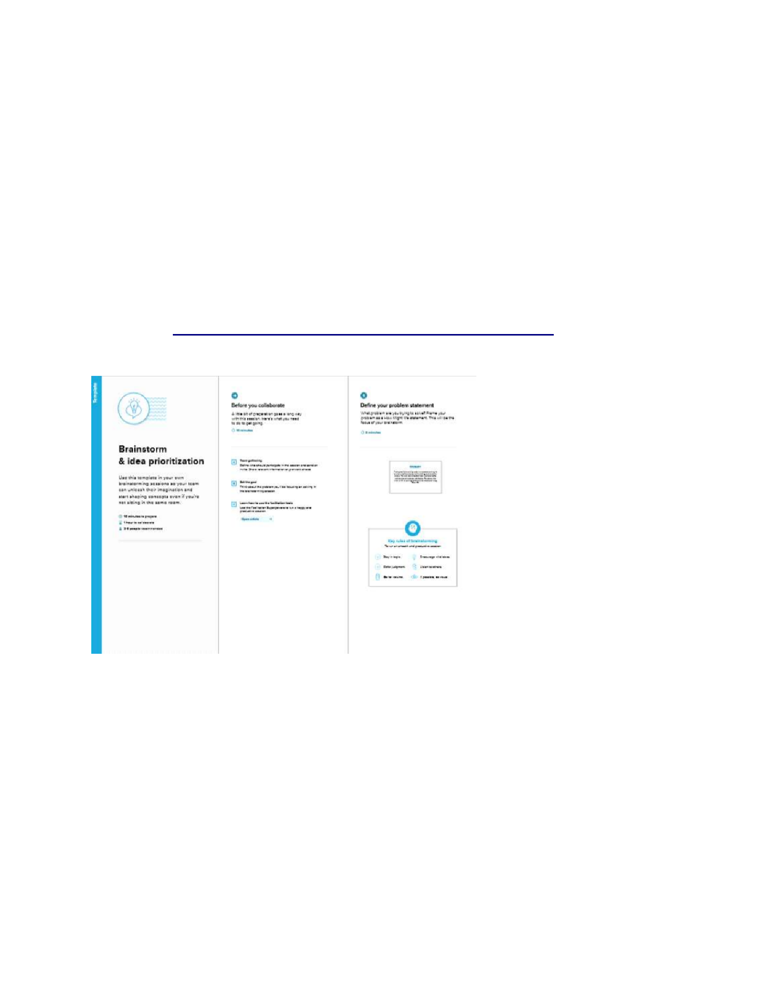 Template
Brainstorm
& idea prioritization
Use this template in your own
brainstorming sessions so your team
can unleash their imagination and
start shaping concepts even if you're
not sitting in the same room.
10 minutes to prepare
1 hour to collaborate
2-8 people recommended
Before you collaborate
A little bit of preparation goes a long way
with this session. Here's what you need
to do to get going.
10 minutes
Team gathering
Define who should participate in the session and send an
invite. Share relevant information or pre-work ahead.
Set the goal
Think about the problem you'll be focusing on solving in
the brainstorming session.
Learn how to use the facilitation tools
Use the Facilitation Superpowers to run a happy and
productive session.
Open article
Define your problem statement
What problem are you trying to solve? Frame your
problem as a How Might We statement. This will be the
focus of your brainstorm.
5 minutes
PROBLEM
Key rules of brainstorming
To run an smooth and productive session
Stay in topic.
Encourage wild ideas.
Defer judgment.
Listen to others.
Go for volume.
If possible, be visual.